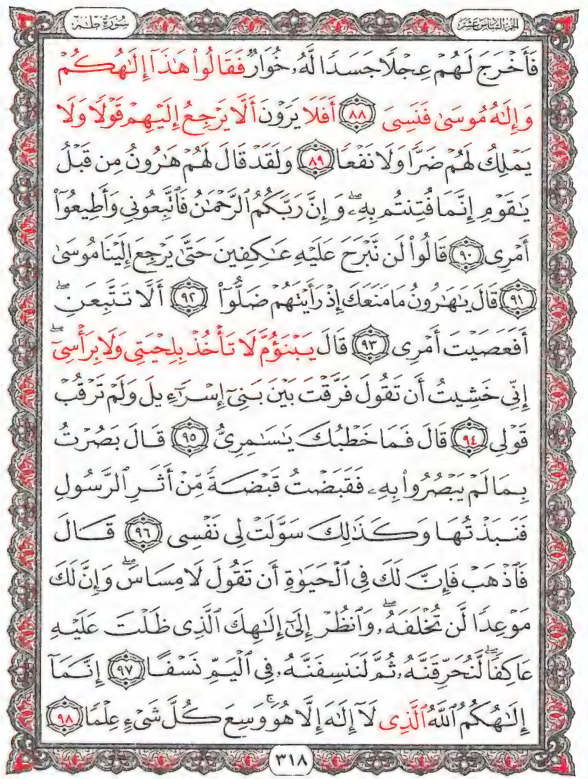 الجزء السادس عشر
سورة طه
فَأَخْرَجَ لَهُمْ عِجْلًا جَسَدًا لَّهُۥ خُوَارٌ فَقَالُوا۟ هَٰذَآ إِلَٰهُكُمْ
وَإِلَٰهُ مُوسَىٰ فَنَسِىَ ٨٨ أَفَلَا يَرَوْنَ أَلَّا يَرْجِعُ إِلَيْهِمْ قَوْلًا وَلَا
يَمْلِكُ لَهُمْ ضَرًّا وَلَا نَفْعًا ٨٩ وَلَقَدْ قَالَ لَهُمْ هَٰرُونُ مِن قَبْلُ
يَٰقَوْمِ إِنَّمَا فُتِنتُم بِهِۦۖ وَإِنَّ رَبَّكُمُ ٱلرَّحْمَٰنُ فَٱتَّبِعُونِى وَأَطِيعُوٓا۟
أَمْرِى ٩٠ قَالُوا۟ لَن نَّبْرَحَ عَلَيْهِ عَٰكِفِينَ حَتَّىٰ يَرْجِعَ إِلَيْنَا مُوسَىٰ
٩١ قَالَ يَٰهَٰرُونُ مَا مَنَعَكَ إِذْ رَأَيْتَهُمْ ضَلُّوٓا۟ ٩٢ أَلَّا تَتَّبِعَنِۖ
أَفَعَصَيْتَ أَمْرِى ٩٣ قَالَ يَبْنَؤُمَّ لَا تَأْخُذْ بِلِحْيَتِى وَلَا بِرَأْسِىٓۖ
إِنِّى خَشِيتُ أَن تَقُولَ فَرَّقْتَ بَيْنَ بَنِىٓ إِسْرَٰٓءِيلَ وَلَمْ تَرْقُبْ
قَوْلِى ٩٤ قَالَ فَمَا خَطْبُكَ يَٰسَٰمِرِىُّ ٩٥ قَالَ بَصُرْتُ
بِمَا لَمْ يَبْصُرُوا۟ بِهِۦ فَقَبَضْتُ قَبْضَةً مِّنْ أَثَرِ ٱلرَّسُولِ
فَنَبَذْتُهَا وَكَذَٰلِكَ سَوَّلَتْ لِى نَفْسِى ٩٦ قَالَ
فَٱذْهَبْ فَإِنَّ لَكَ فِى ٱلْحَيَوٰةِ أَن تَقُولَ لَا مِسَاسَۖ وَإِنَّ لَكَ
مَوْعِدًا لَّن تُخْلَفَهُۥۖ وَٱنظُرْ إِلَىٰٓ إِلَٰهِكَ ٱلَّذِى ظَلْتَ عَلَيْهِ
عَاكِفًاۖ لَّنُحَرِّقَنَّهُۥ ثُمَّ لَنَنسِفَنَّهُۥ فِى ٱلْيَمِّ نَسْفًا ٩٧ إِنَّمَآ
إِلَٰهُكُمُ ٱللَّهُ ٱلَّذِى لَآ إِلَٰهَ إِلَّا هُوَۚ وَسِعَ كُلَّ شَىْءٍ عِلْمًا ٩٨
٣١٨